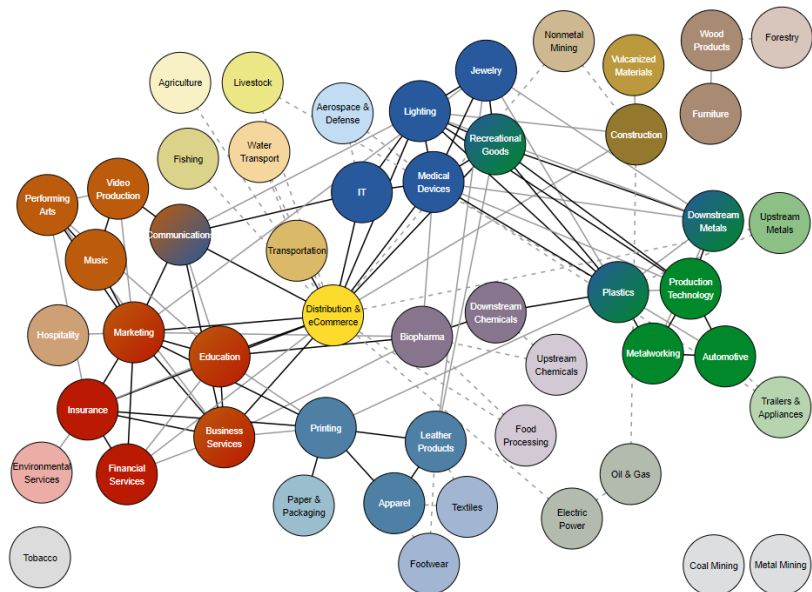 Jewelry
Nonmetal
Mining
Wood
Products
Forestry
Vulcanized
Materials
Agriculture
Livestock
Aerospace &
Defense
Lighting
Furniture
Construction
Recreational
Goods
Fishing
Water
Transport
IT
Medical
Devices
Video
Production
Performing
Arts
Downstream
Metals
Upstream
Metals
Communications
Transportation
Music
Plastics
Production
Technology
Distribution &
eCommerce
Downstream
Chemicals
Hospitality
Marketing
Education
Biopharma
Metalworking
Automotive
Upstream
Chemicals
Insurance
Business
Services
Printing
Leather
Products
Food
Processing
Trailers &
Appliances
Environmental
Services
Financial
Services
Oil & Gas
Paper &
Packaging
Apparel
Textiles
Electric
Power
Tobacco
Footwear
Coal Mining
Metal Mining